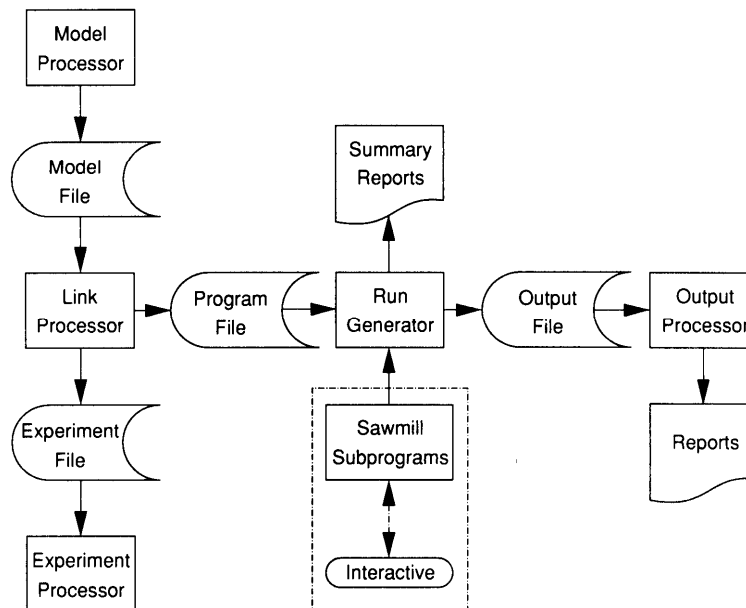 Model
Processor
Model
File
Summary
Reports
Link
Processor
Program
File
Run
Generator
Output
File
Output
Processor
Experiment
File
Sawmill
Subprograms
Reports
Experiment
Processor
Interactive